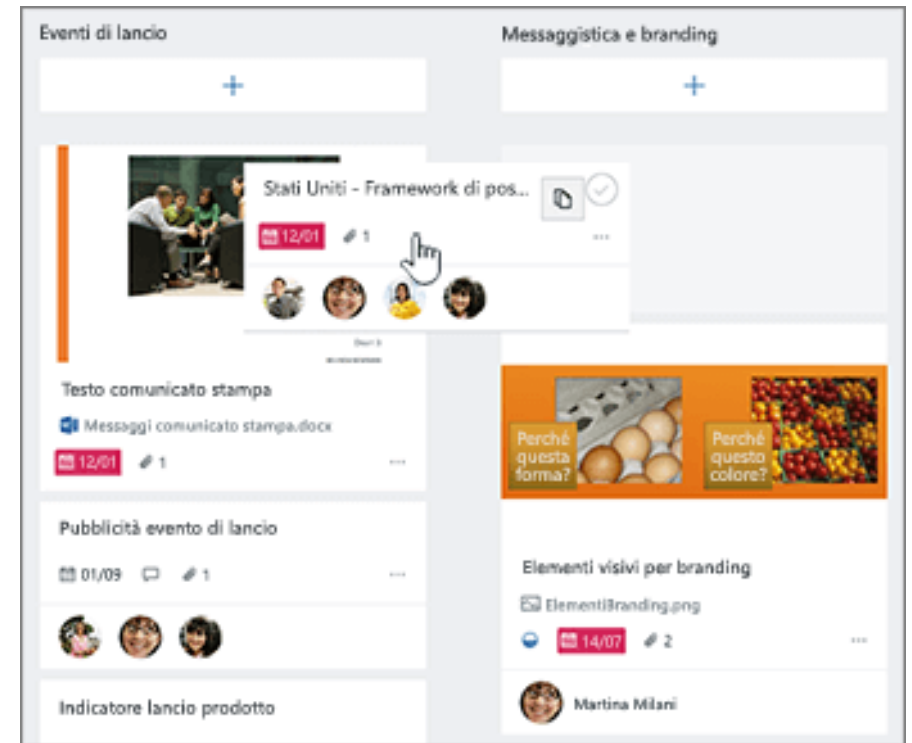 Eventi di lancio
Messaggistica e branding
Stati Uniti - Framework di pos...
12/01 1
Testo comunicato stampa
Messaggi comunicato stampa.docx
12/01 1
Pubblicità evento di lancio
01/09 1
Indicatore lancio prodotto
Perché
questa
forma?
Perché
questo
colore?
Elementi visivi per branding
ElementiBranding.png
14/07 2
Martina Milani